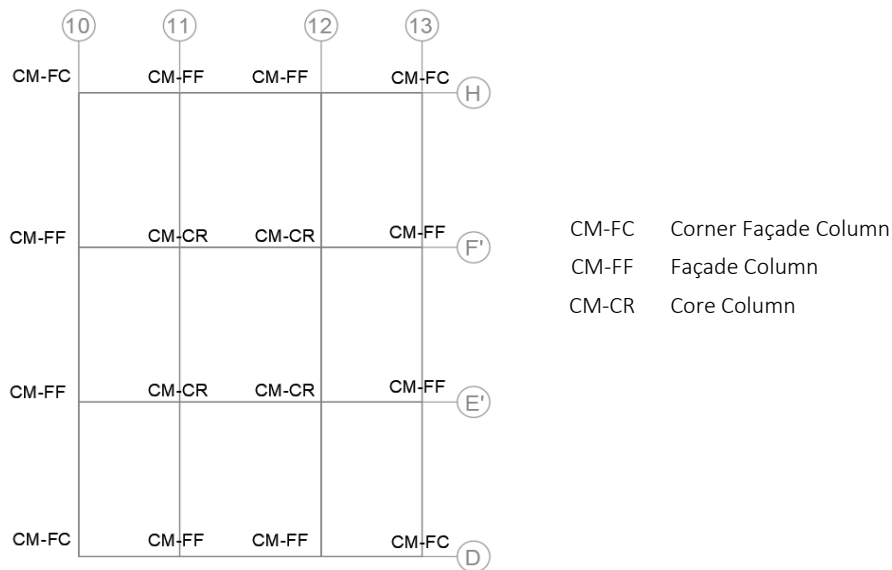 10 11 12 13
CM-FC CM-FF CM-FF CM-FC
H
CM-FF CM-CR CM-CR CM-FF
F'
CM-FF CM-CR CM-CR CM-FF
E'
CM-FC CM-FF CM-FF CM-FC
D
CM-FC Corner Façade Column
CM-FF Façade Column
CM-CR Core Column